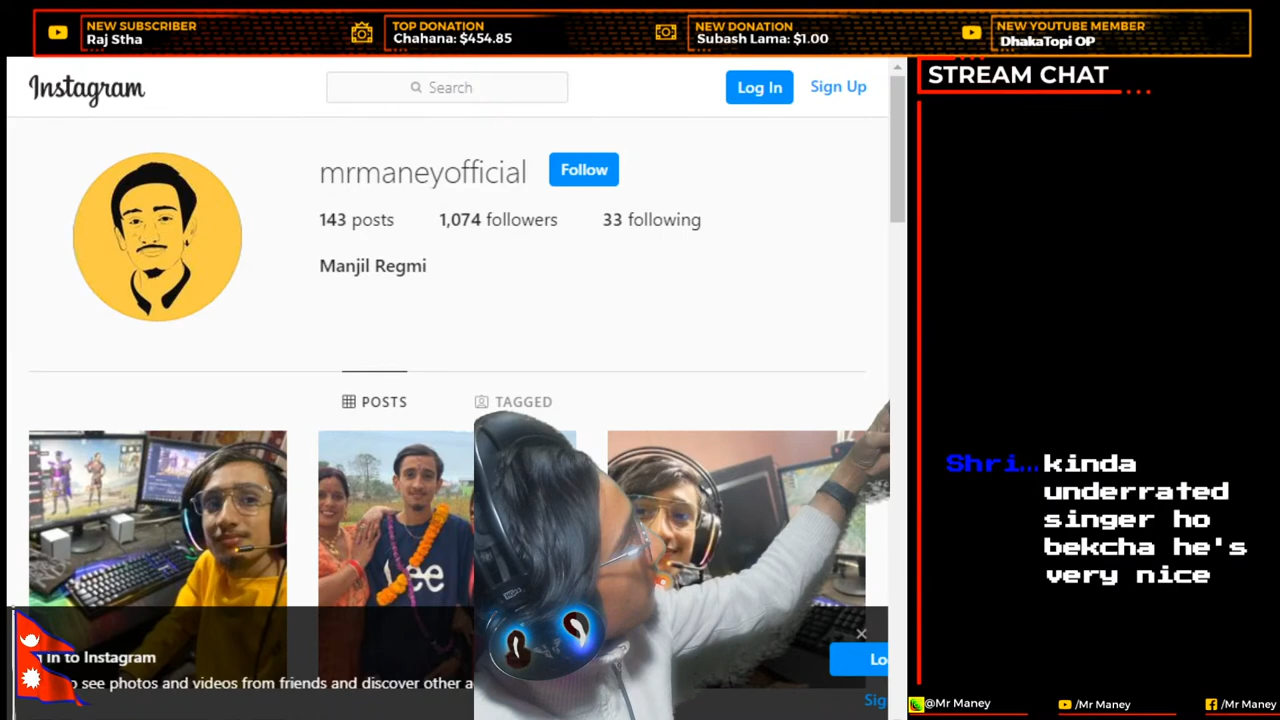 NEW SUBSCRIBER
Raj Stha
TOP DONATION
Chahana: $454.85
NEW DONATION
Subash Lama: $1.00
NEW YOUTUBE MEMBER
DhakaTopi OP
Instagram
Search
Log In
Sign Up
STREAM CHAT
mrmaneyofficial
Follow
143 posts
1,074 followers
33 following
Manjil Regmi
POSTS
TAGGED
Shri... kinda
underrated
singer ho
bekcha he's
very nice
in to Instagram
to see photos and videos from friends and discover other a
Lo
Sig
@Mr Maney
/Mr Maney
/Mr Maney